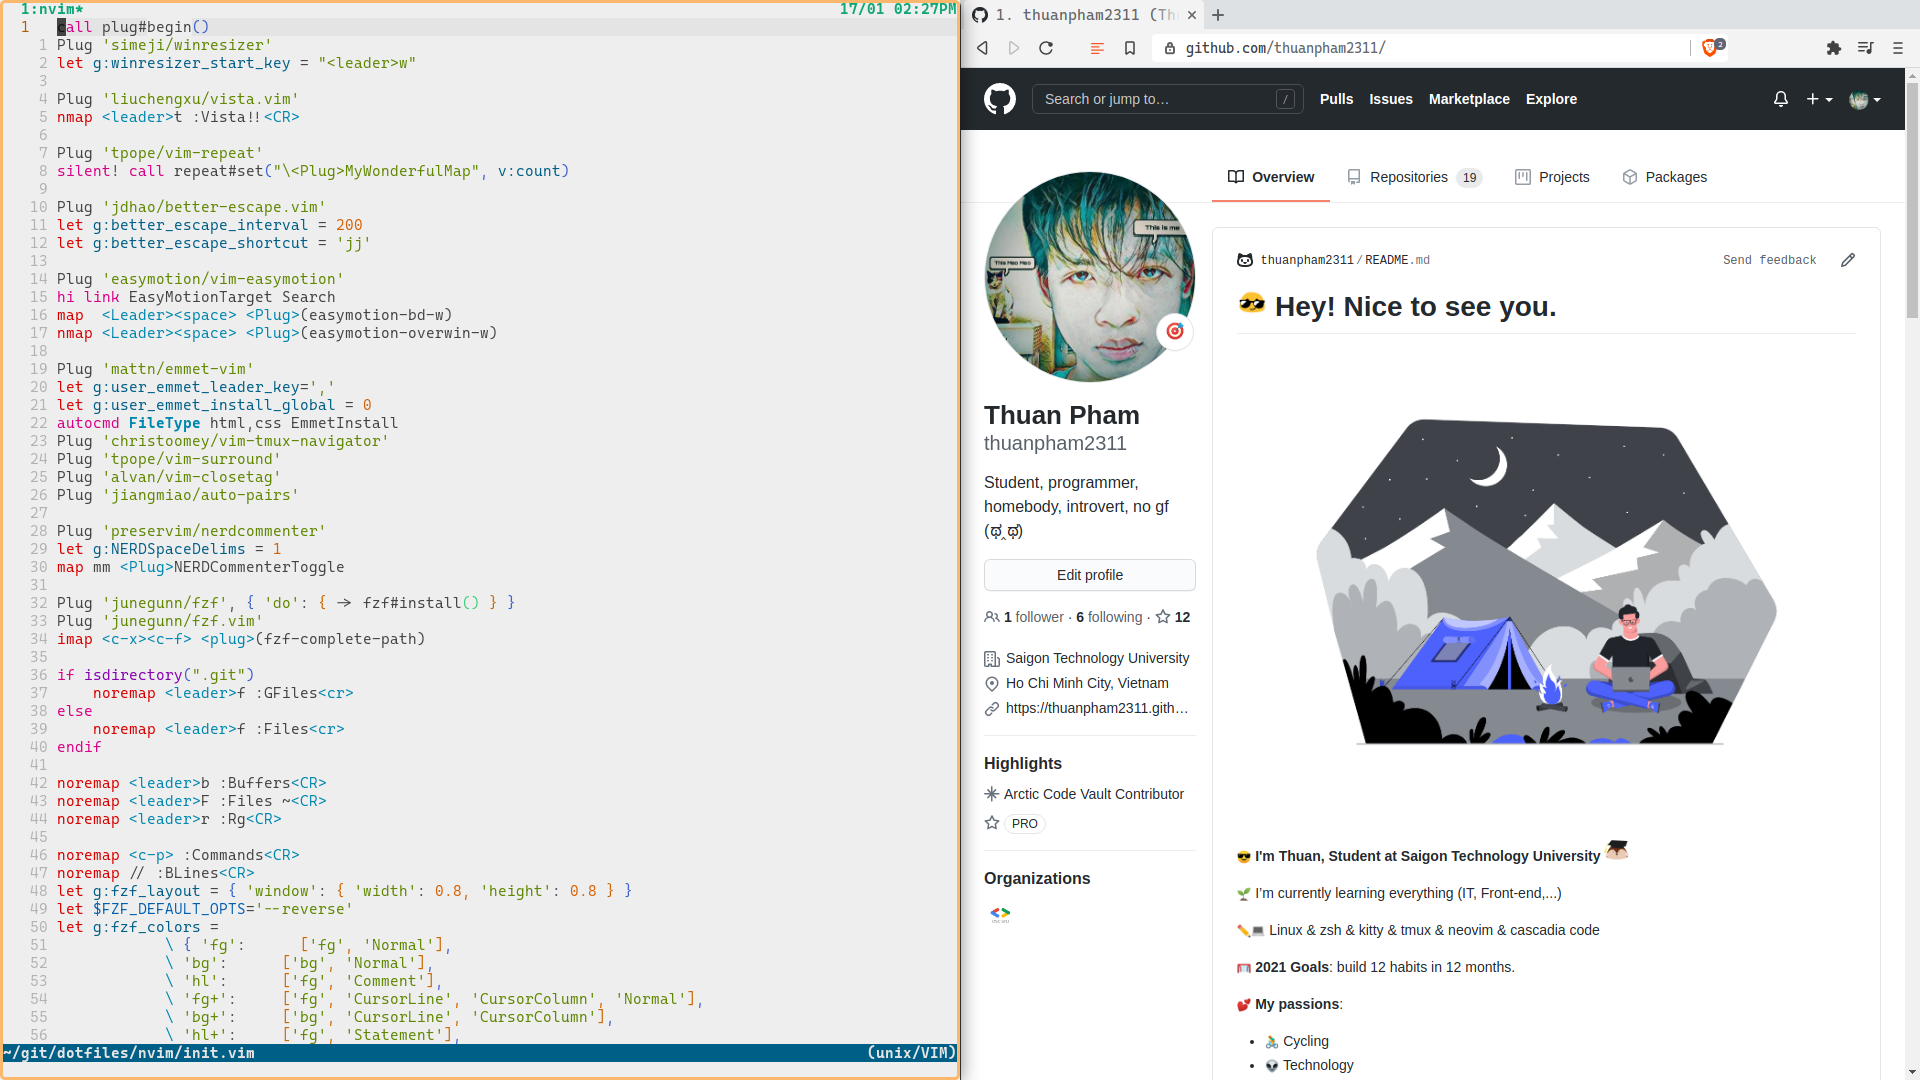 1:nvim* 17/01 02:27PM
1 call plug#begin()
1 Plug 'simeji/winresizer'
2 let g:winresizer_start_key = "<leader>w"
3
4 Plug 'liuchengxu/vista.vim'
5 nmap <leader>t :Vista!!<CR>
6
7 Plug 'tpope/vim-repeat'
8 silent! call repeat#set("\<Plug>MyWonderfulMap", v:count)
9
10 Plug 'jdhao/better-escape.vim'
11 let g:better_escape_interval = 200
12 let g:better_escape_shortcut = 'jj'
13
14 Plug 'easymotion/vim-easymotion'
15 hi link EasyMotionTarget Search
16 map  <Leader><space> <Plug>(easymotion-bd-w)
17 nmap <Leader><space> <Plug>(easymotion-overwin-w)
18
19 Plug 'mattn/emmet-vim'
20 let g:user_emmet_leader_key=','
21 let g:user_emmet_install_global = 0
22 autocmd FileType html,css EmmetInstall
23 Plug 'christoomey/vim-tmux-navigator'
24 Plug 'tpope/vim-surround'
25 Plug 'alvan/vim-closetag'
26 Plug 'jiangmiao/auto-pairs'
27
28 Plug 'preservim/nerdcommenter'
29 let g:NERDSpaceDelims = 1
30 map mm <Plug>NERDCommenterToggle
31
32 Plug 'junegunn/fzf', { 'do': { -> fzf#install() } }
33 Plug 'junegunn/fzf.vim'
34 imap <c-x><c-f> <plug>(fzf-complete-path)
35
36 if isdirectory(".git")
37     noremap <leader>f :GFiles<cr>
38 else
39     noremap <leader>f :Files<cr>
40 endif
41
42 noremap <leader>b :Buffers<CR>
43 noremap <leader>F :Files ~<CR>
44 noremap <leader>r :Rg<CR>
45
46 noremap <c-p> :Commands<CR>
47 noremap // :BLines<CR>
48 let g:fzf_layout = { 'window': { 'width': 0.8, 'height': 0.8 } }
49 let $FZF_DEFAULT_OPTS='--reverse'
50 let g:fzf_colors =
51             \ { 'fg':      ['fg', 'Normal'],
52             \ 'bg':      ['bg', 'Normal'],
53             \ 'hl':      ['fg', 'Comment'],
54             \ 'fg+':     ['fg', 'CursorLine', 'CursorColumn', 'Normal'],
55             \ 'bg+':     ['bg', 'CursorLine', 'CursorColumn'],
56             \ 'hl+':     ['fg', 'Statement'],
~/git/dotfiles/nvim/init.vim (unix/VIM)
1. thuanpham2311 (Th
github.com/thuanpham2311/
2
Search or jump to… /
Pulls Issues Marketplace Explore
Overview Repositories 19 Projects Packages
This is me
This Meo Meo
Thuan Pham
thuanpham2311
Student, programmer,
homebody, introvert, no gf
(ಥ‸ಥ)
Edit profile
1 follower · 6 following · 12
Saigon Technology University
Ho Chi Minh City, Vietnam
https://thuanpham2311.gith…
Highlights
Arctic Code Vault Contributor
PRO
Organizations
thuanpham2311/README.md Send feedback
😎 Hey! Nice to see you.
😎 I'm Thuan, Student at Saigon Technology University
🌱 I'm currently learning everything (IT, Front-end,...)
✏️💻 Linux & zsh & kitty & tmux & neovim & cascadia code
🥅 2021 Goals: build 12 habits in 12 months.
💕 My passions:
• 🚴 Cycling
• 👽 Technology